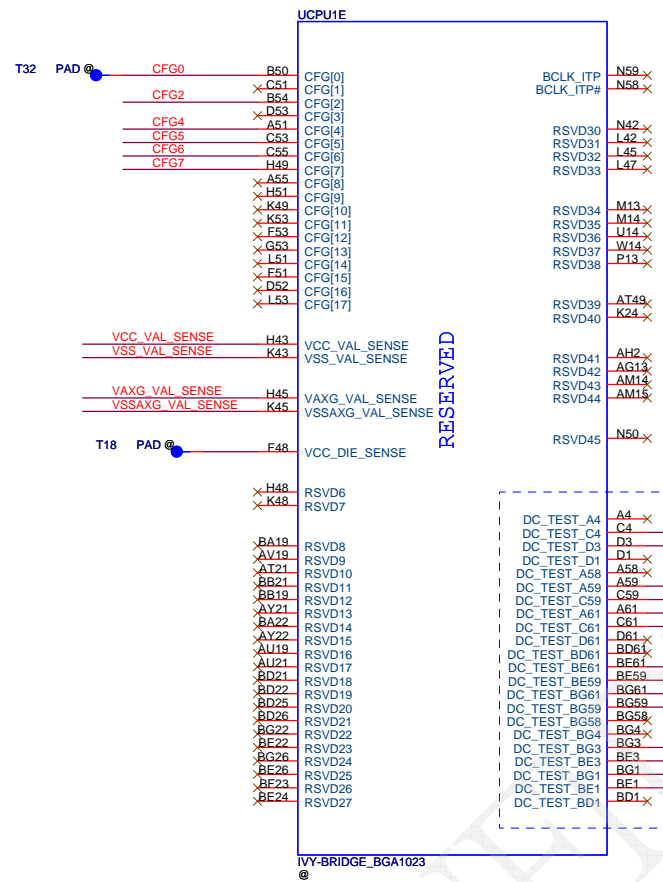 UCPU1E
T32 PAD @ CFG0 B50 CFG[0] BCLK_ITP N59
C51 CFG[1] BCLK_ITP# N58
CFG2 B54 CFG[2]
D53 CFG[3]
CFG4 A51 CFG[4] RSVD30 N42
CFG5 C53 CFG[5] RSVD31 L42
CFG6 C55 CFG[6] RSVD32 L45
CFG7 H49 CFG[7] RSVD33 L47
A55 CFG[8]
H51 CFG[9]
K49 CFG[10] RSVD34 M13
K53 CFG[11] RSVD35 M14
F53 CFG[12] RSVD36 U14
G53 CFG[13] RSVD37 W14
L51 CFG[14] RSVD38 P13
F51 CFG[15]
D52 CFG[16]
L53 CFG[17] RSVD39 AT49
RSVD40 K24
VCC_VAL_SENSE H43 VCC_VAL_SENSE
VSS_VAL_SENSE K43 VSS_VAL_SENSE
RESERVED
RSVD41 AH2
RSVD42 AG13
RSVD43 AM14
VAXG_VAL_SENSE H45 VAXG_VAL_SENSE RSVD44 AM15
VSSAXG_VAL_SENSE K45 VSSAXG_VAL_SENSE
RSVD45 N50
T18 PAD @ F48 VCC_DIE_SENSE
H48 RSVD6
K48 RSVD7
DC_TEST_A4 A4
DC_TEST_C4 C4
BA19 RSVD8 DC_TEST_D3 D3
AV19 RSVD9 DC_TEST_D1 D1
AT21 RSVD10 DC_TEST_A58 A58
BB21 RSVD11 DC_TEST_A59 A59
BB19 RSVD12 DC_TEST_C59 C59
AY21 RSVD13 DC_TEST_A61 A61
BA22 RSVD14 DC_TEST_C61 C61
AY22 RSVD15 DC_TEST_D61 D61
AU19 RSVD16 DC_TEST_BD61 BD61
AU21 RSVD17 DC_TEST_BE61 BE61
BD21 RSVD18 DC_TEST_BE59 BE59
BD22 RSVD19 DC_TEST_BG61 BG61
BD25 RSVD20 DC_TEST_BG59 BG59
BD26 RSVD21 DC_TEST_BG58 BG58
BG22 RSVD22 DC_TEST_BG4 BG4
BE22 RSVD23 DC_TEST_BG3 BG3
BG26 RSVD24 DC_TEST_BE3 BE3
BE26 RSVD25 DC_TEST_BG1 BG1
BF23 RSVD26 DC_TEST_BE1 BE1
BE24 RSVD27 DC_TEST_BD1 BD1
IVY-BRIDGE_BGA1023
@